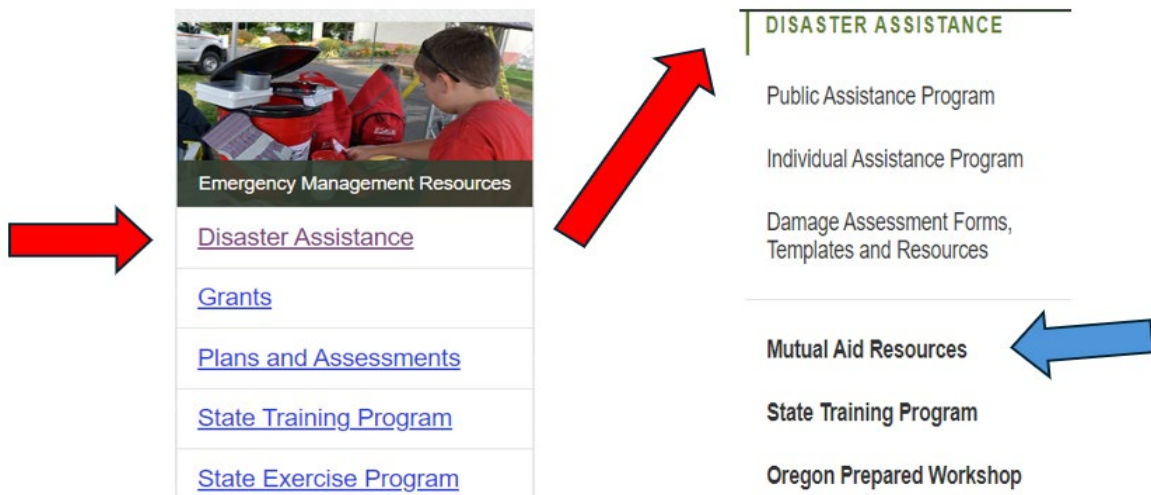 Emergency Management Resources
Disaster Assistance
Grants
Plans and Assessments
State Training Program
State Exercise Program
DISASTER ASSISTANCE
Public Assistance Program
Individual Assistance Program
Damage Assessment Forms,
Templates and Resources
Mutual Aid Resources
State Training Program
Oregon Prepared Workshop